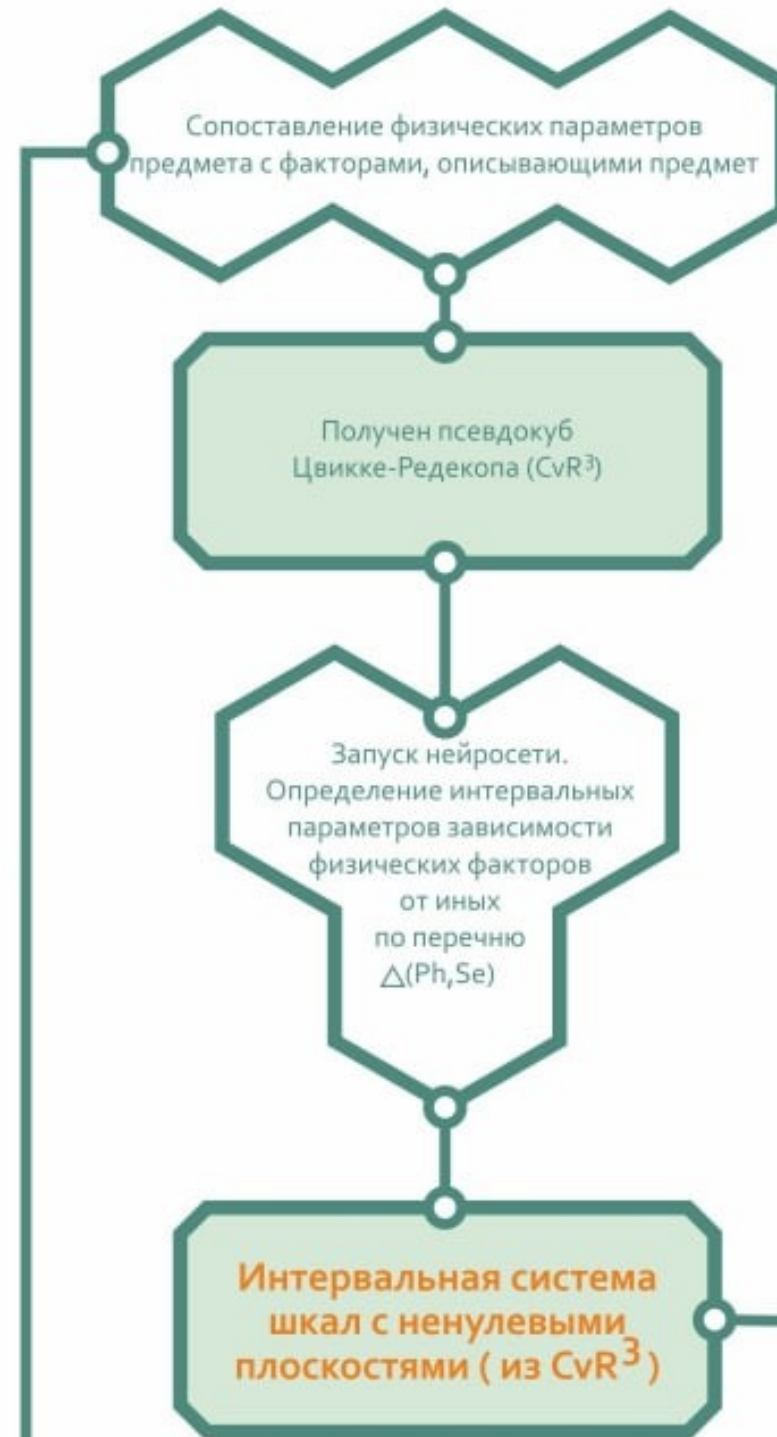 Сопоставление физических параметров
предмета с факторами, описывающими предмет
Получен псевдокуб
Цвикке-Редекопа (CvR³)
Запуск нейросети.
Определение интервальных
параметров зависимости
физических факторов
от иных
по перечню
△(Ph,Se)
Интервальная система
шкал с ненулевыми
плоскостями ( из CvR³ )